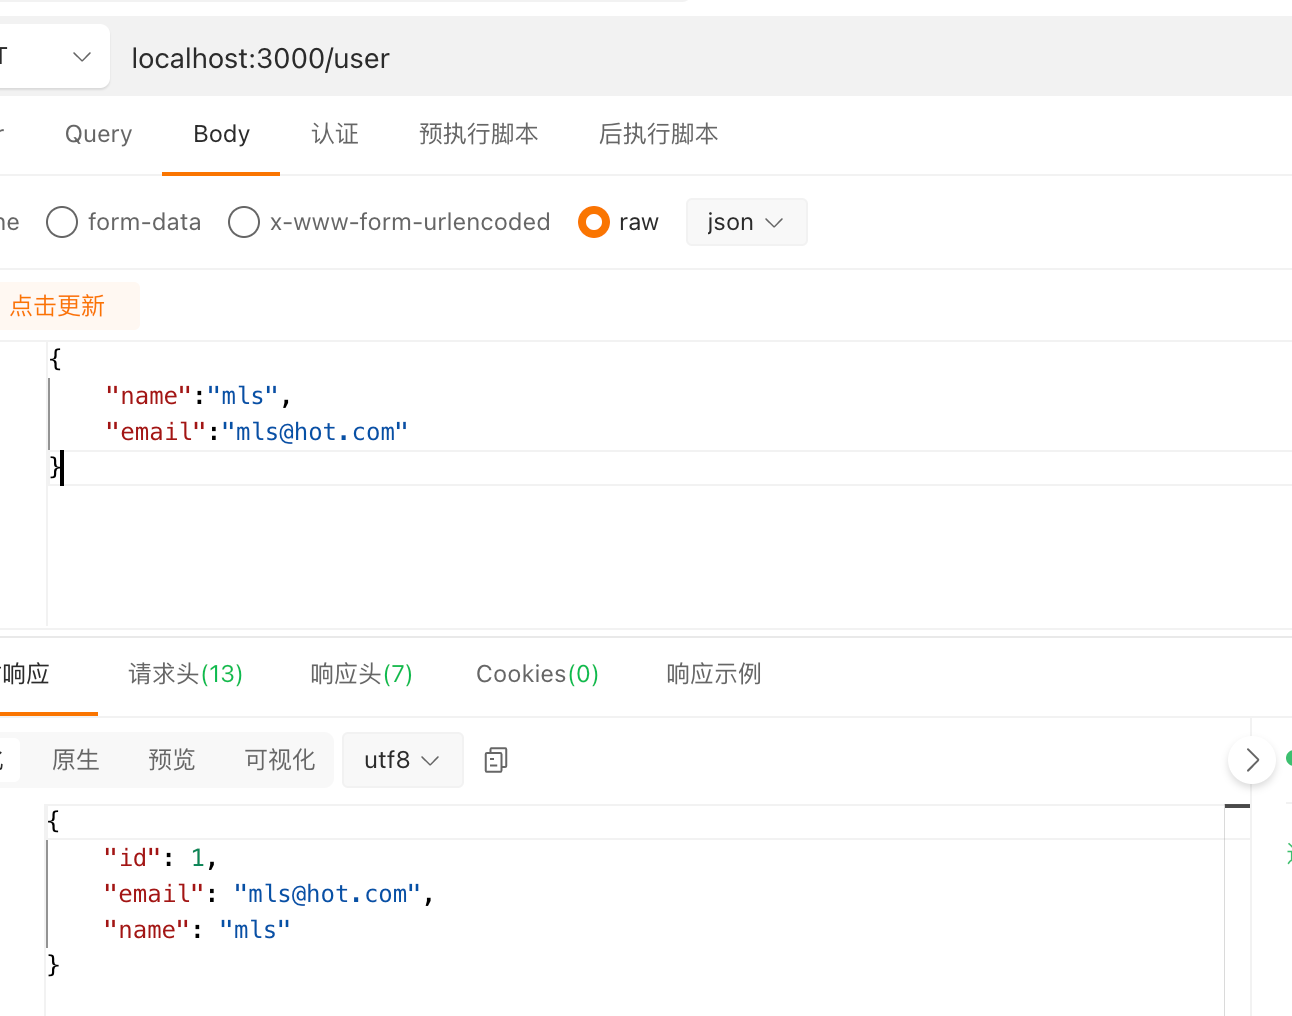 T localhost:3000/user
Query Body 认证 预执行脚本 后执行脚本
form-data x-www-form-urlencoded raw json
点击更新
{
"name":"mls",
"email":"mls@hot.com"
}
响应 请求头(13) 响应头(7) Cookies(0) 响应示例
原生 预览 可视化 utf8
{
"id": 1,
"email": "mls@hot.com",
"name": "mls"
}